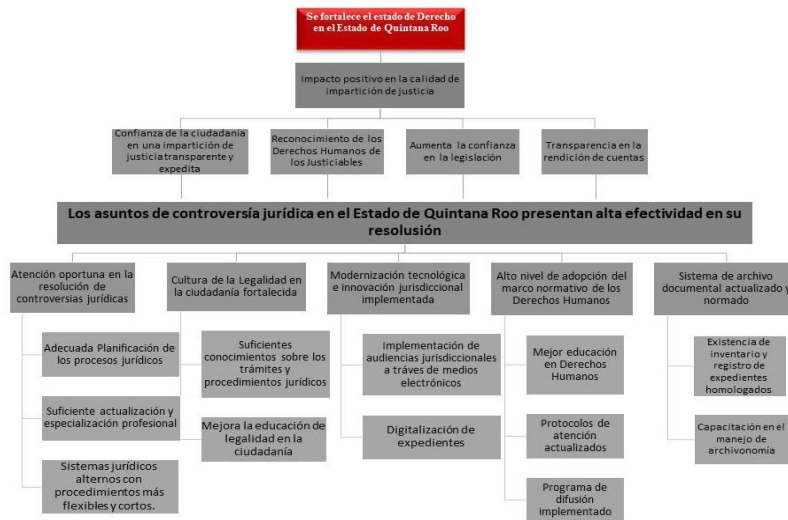 Se fortalece el estado de Derecho
en el Estado de Quintana Roo
Impacto positivo en la calidad de
impartición de justicia
Confianza de la ciudadanía
en una impartición de
justicia transparente y
expedita
Reconocimiento de los
Derechos Humanos de
los Justiciables
Aumenta la confianza
en la legislación
Transparencia en la
rendición de cuentas
Los asuntos de controversía jurídica en el Estado de Quintana Roo presentan alta efectividad en su
resolusión
Atención oportuna en la
resolución de
controversias jurídicas
Adecuada Planificación de
los procesos jurídicos
Suficiente actualización y
especialización profesional
Sistemas jurídicos
alternos con
procedimientos más
flexibles y cortos.
Cultura de la Legalidad en
la ciudadanía fortalecida
Suficientes
conocimientos sobre los
trámites y
procedimientos jurídicos
Mejora la educación de
legalidad en la
ciudadanía
Modernización tecnológica
e innovación jurisdiccional
implementada
Implementación de
audiencias jurisdiccionales
a tráves de medios
electrónicos
Digitalización de
expedientes
Alto nivel de adopción del
marco normativo de los
Derechos Humanos
Mejor educación
en Derechos
Humanos
Protocolos de
atención
actualizados
Programa de
difusión
implementado
Sistema de archivo
documental actualizado y
normado
Existencia de
inventario y
registro de
expedientes
homologados
Capacitación en el
manejo de
archivonomía